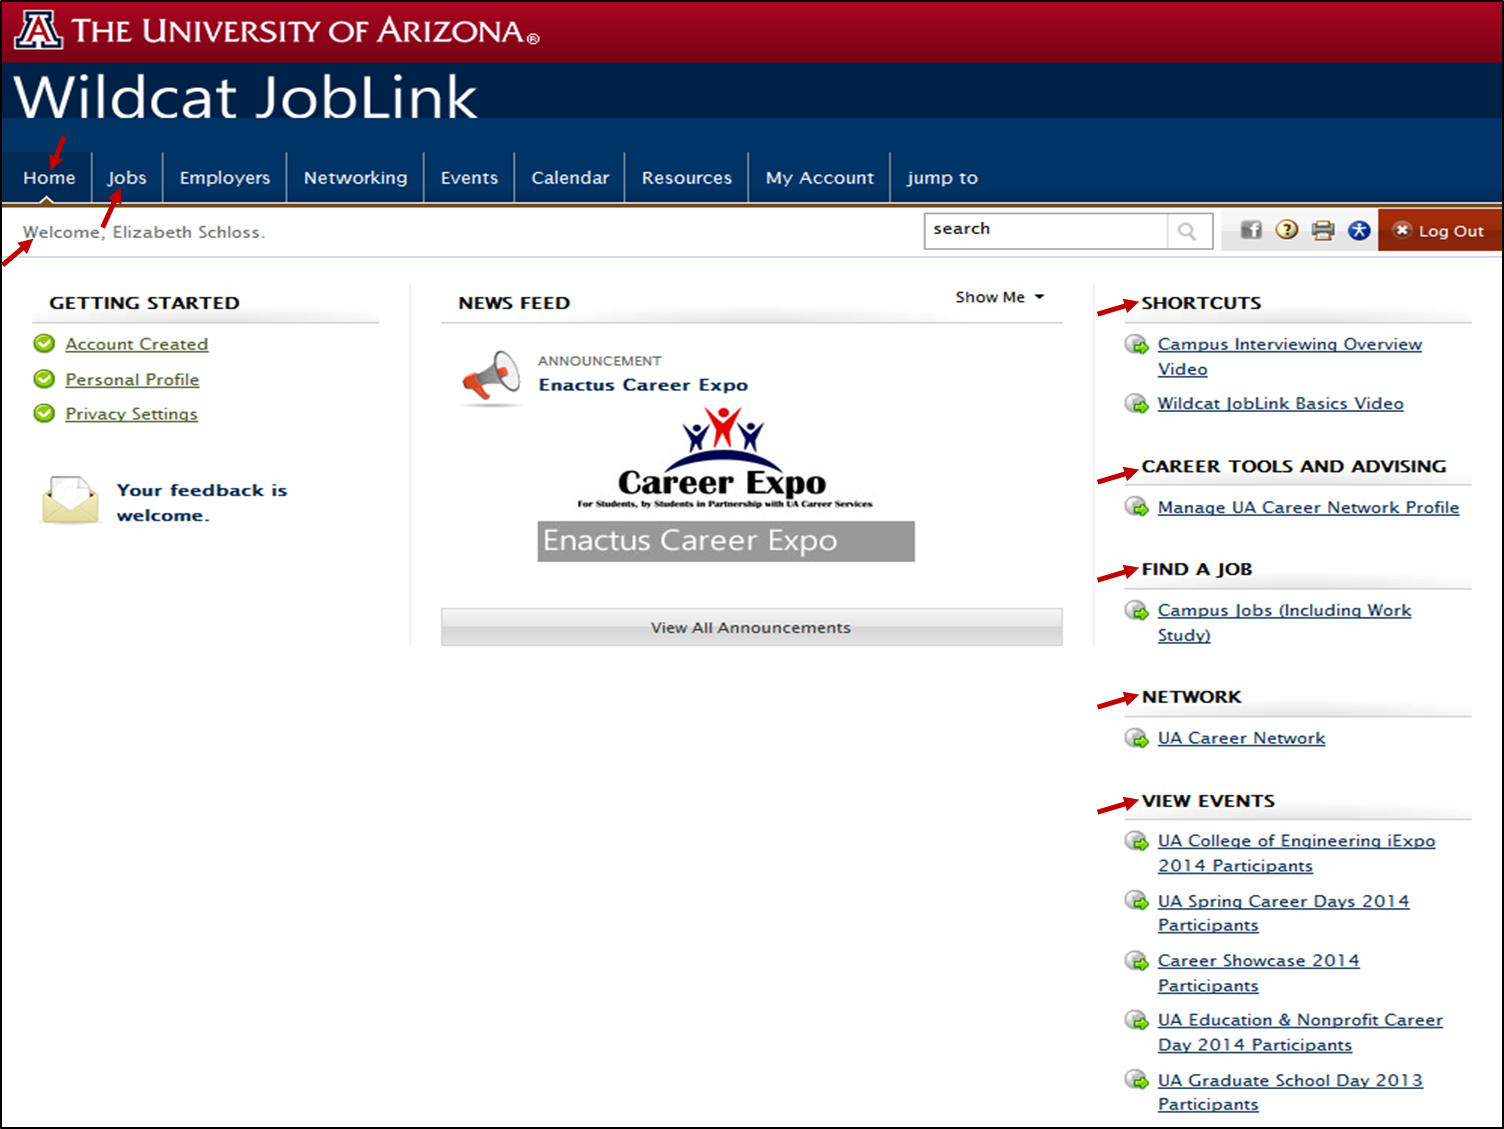 THE UNIVERSITY OF ARIZONA®
Wildcat JobLink
Home Jobs Employers Networking Events Calendar Resources My Account jump to
Welcome, Elizabeth Schloss.
search
Log Out
GETTING STARTED
Account Created
Personal Profile
Privacy Settings
Your feedback is
welcome.
NEWS FEED
Show Me
ANNOUNCEMENT
Enactus Career Expo
Career Expo
For Students, by Students in Partnership with UA Career Services
Enactus Career Expo
View All Announcements
SHORTCUTS
Campus Interviewing Overview
Video
Wildcat JobLink Basics Video
CAREER TOOLS AND ADVISING
Manage UA Career Network Profile
FIND A JOB
Campus Jobs (Including Work
Study)
NETWORK
UA Career Network
VIEW EVENTS
UA College of Engineering iExpo
2014 Participants
UA Spring Career Days 2014
Participants
Career Showcase 2014
Participants
UA Education & Nonprofit Career
Day 2014 Participants
UA Graduate School Day 2013
Participants